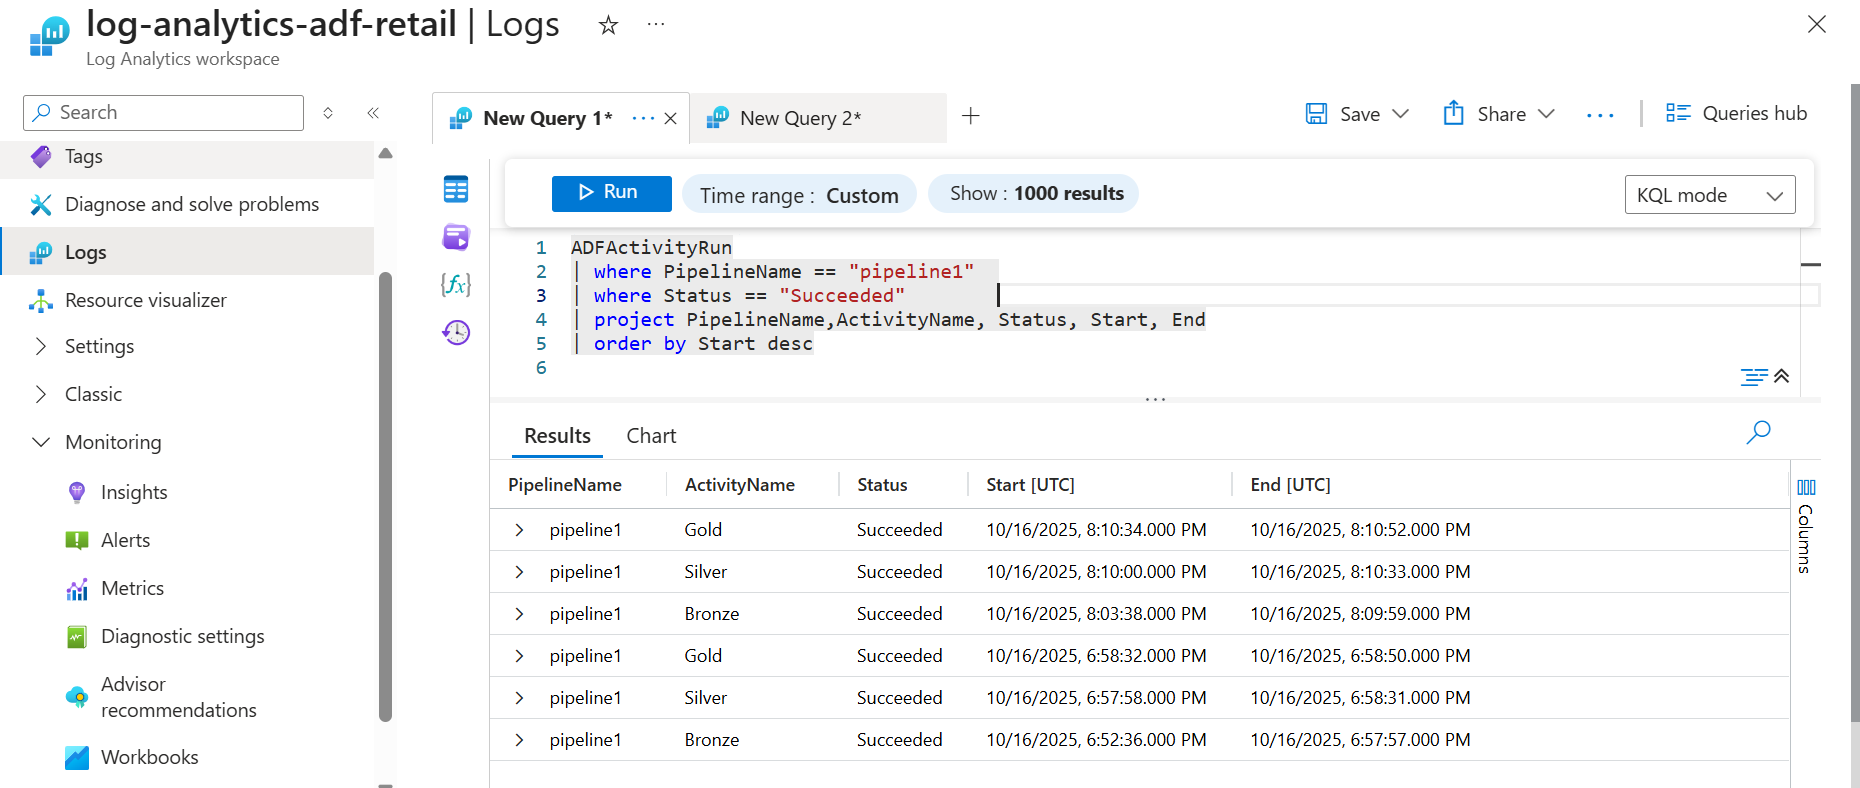 log-analytics-adf-retail | Logs
Log Analytics workspace
Search
Tags
Diagnose and solve problems
Logs
Resource visualizer
Settings
Classic
Monitoring
Insights
Alerts
Metrics
Diagnostic settings
Advisor
recommendations
Workbooks
New Query 1*
New Query 2*
Save
Share
Queries hub
Run
Time range : Custom
Show : 1000 results
KQL mode
1 ADFActivityRun
2 | where PipelineName == "pipeline1"
3 | where Status == "Succeeded"
4 | project PipelineName,ActivityName, Status, Start, End
5 | order by Start desc
6
Results Chart
PipelineName ActivityName Status Start [UTC] End [UTC]
pipeline1 Gold Succeeded 10/16/2025, 8:10:34.000 PM 10/16/2025, 8:10:52.000 PM
pipeline1 Silver Succeeded 10/16/2025, 8:10:00.000 PM 10/16/2025, 8:10:33.000 PM
pipeline1 Bronze Succeeded 10/16/2025, 8:03:38.000 PM 10/16/2025, 8:09:59.000 PM
pipeline1 Gold Succeeded 10/16/2025, 6:58:32.000 PM 10/16/2025, 6:58:50.000 PM
pipeline1 Silver Succeeded 10/16/2025, 6:57:58.000 PM 10/16/2025, 6:58:31.000 PM
pipeline1 Bronze Succeeded 10/16/2025, 6:52:36.000 PM 10/16/2025, 6:57:57.000 PM
Columns